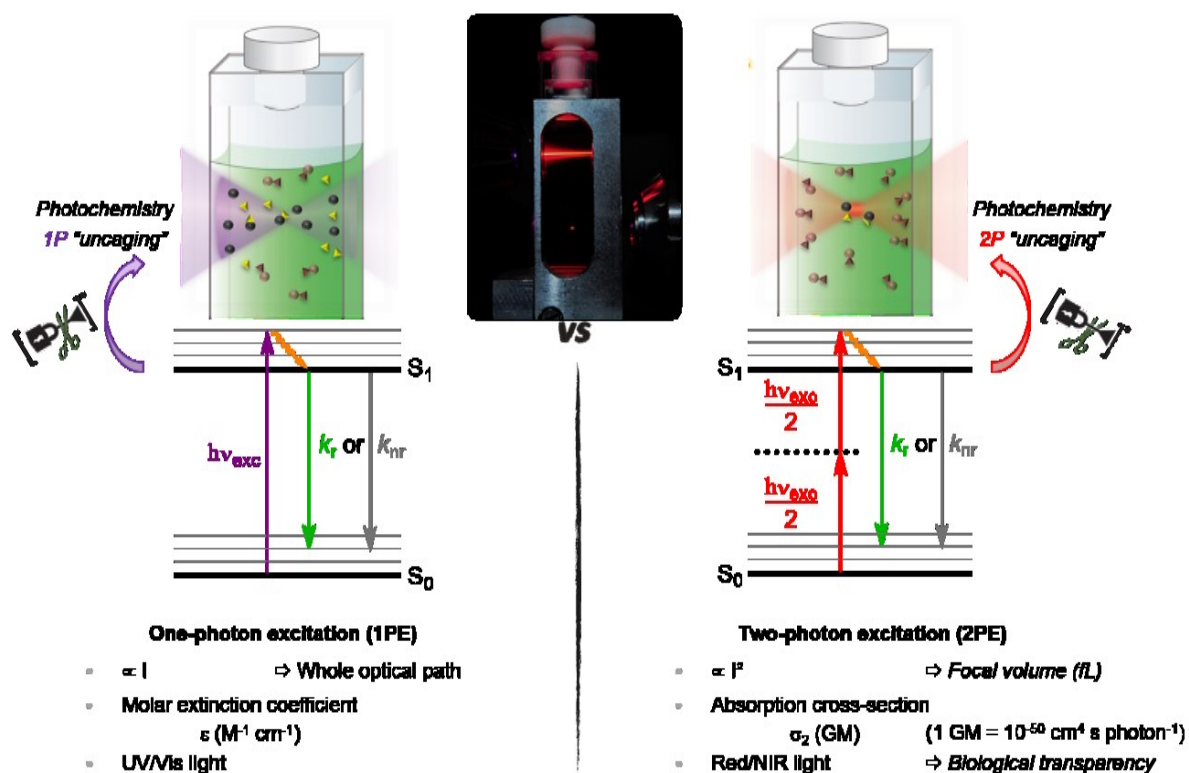 Photochemistry
1P "uncaging"
Photochemistry
2P "uncaging"
vs
S₁
hνexc
kr or knr
S₀
S₁
hνexc
2
hνexc
2
kr or knr
S₀
One-photon excitation (1PE)
∝ I ⇨ Whole optical path
Molar extinction coefficient
ε (M⁻¹ cm⁻¹)
UV/Vis light
Two-photon excitation (2PE)
∝ I² ⇨ Focal volume (fL)
Absorption cross-section
σ₂ (GM) (1 GM = 10⁻⁵⁰ cm⁴ s photon⁻¹)
Red/NIR light ⇨ Biological transparency